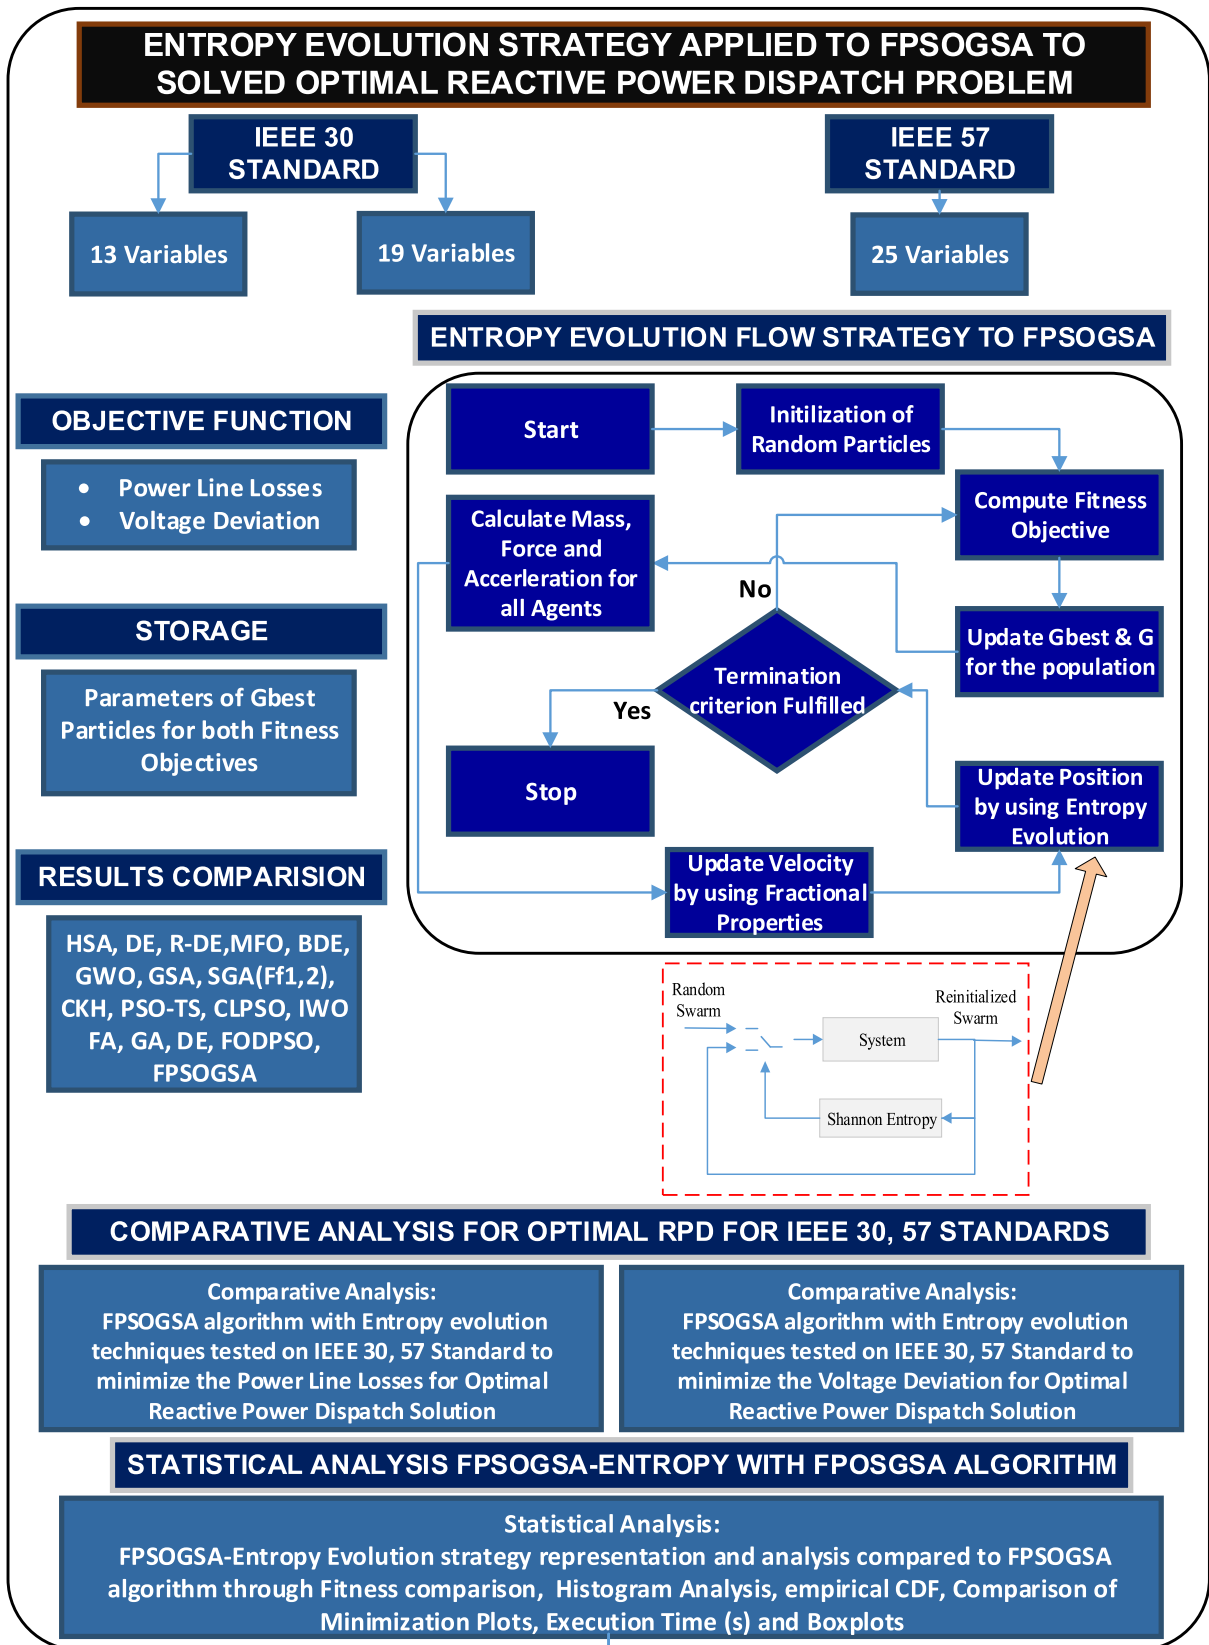 ENTROPY EVOLUTION STRATEGY APPLIED TO FPSOGSA TO
SOLVED OPTIMAL REACTIVE POWER DISPATCH PROBLEM
IEEE 30
STANDARD
IEEE 57
STANDARD
13 Variables
19 Variables
25 Variables
ENTROPY EVOLUTION FLOW STRATEGY TO FPSOGSA
OBJECTIVE FUNCTION
• Power Line Losses
• Voltage Deviation
STORAGE
Parameters of Gbest
Particles for both Fitness
Objectives
RESULTS COMPARISION
HSA, DE, R-DE,MFO, BDE,
GWO, GSA, SGA(Ff1,2),
CKH, PSO-TS, CLPSO, IWO
FA, GA, DE, FODPSO,
FPSOGSA
Start
Initilization of
Random Particles
Compute Fitness
Objective
Calculate Mass,
Force and
Accerleration for
all Agents
No
Update Gbest & G
for the population
Termination
criterion Fulfilled
Yes
Stop
Update Position
by using Entropy
Evolution
Update Velocity
by using Fractional
Properties
Random
Swarm
Reinitialized
Swarm
System
Shannon Entropy
COMPARATIVE ANALYSIS FOR OPTIMAL RPD FOR IEEE 30, 57 STANDARDS
Comparative Analysis:
FPSOGSA algorithm with Entropy evolution
techniques tested on IEEE 30, 57 Standard to
minimize the Power Line Losses for Optimal
Reactive Power Dispatch Solution
Comparative Analysis:
FPSOGSA algorithm with Entropy evolution
techniques tested on IEEE 30, 57 Standard to
minimize the Voltage Deviation for Optimal
Reactive Power Dispatch Solution
STATISTICAL ANALYSIS FPSOGSA-ENTROPY WITH FPOSGSA ALGORITHM
Statistical Analysis:
FPSOGSA-Entropy Evolution strategy representation and analysis compared to FPSOGSA
algorithm through Fitness comparison, Histogram Analysis, empirical CDF, Comparison of
Minimization Plots, Execution Time (s) and Boxplots